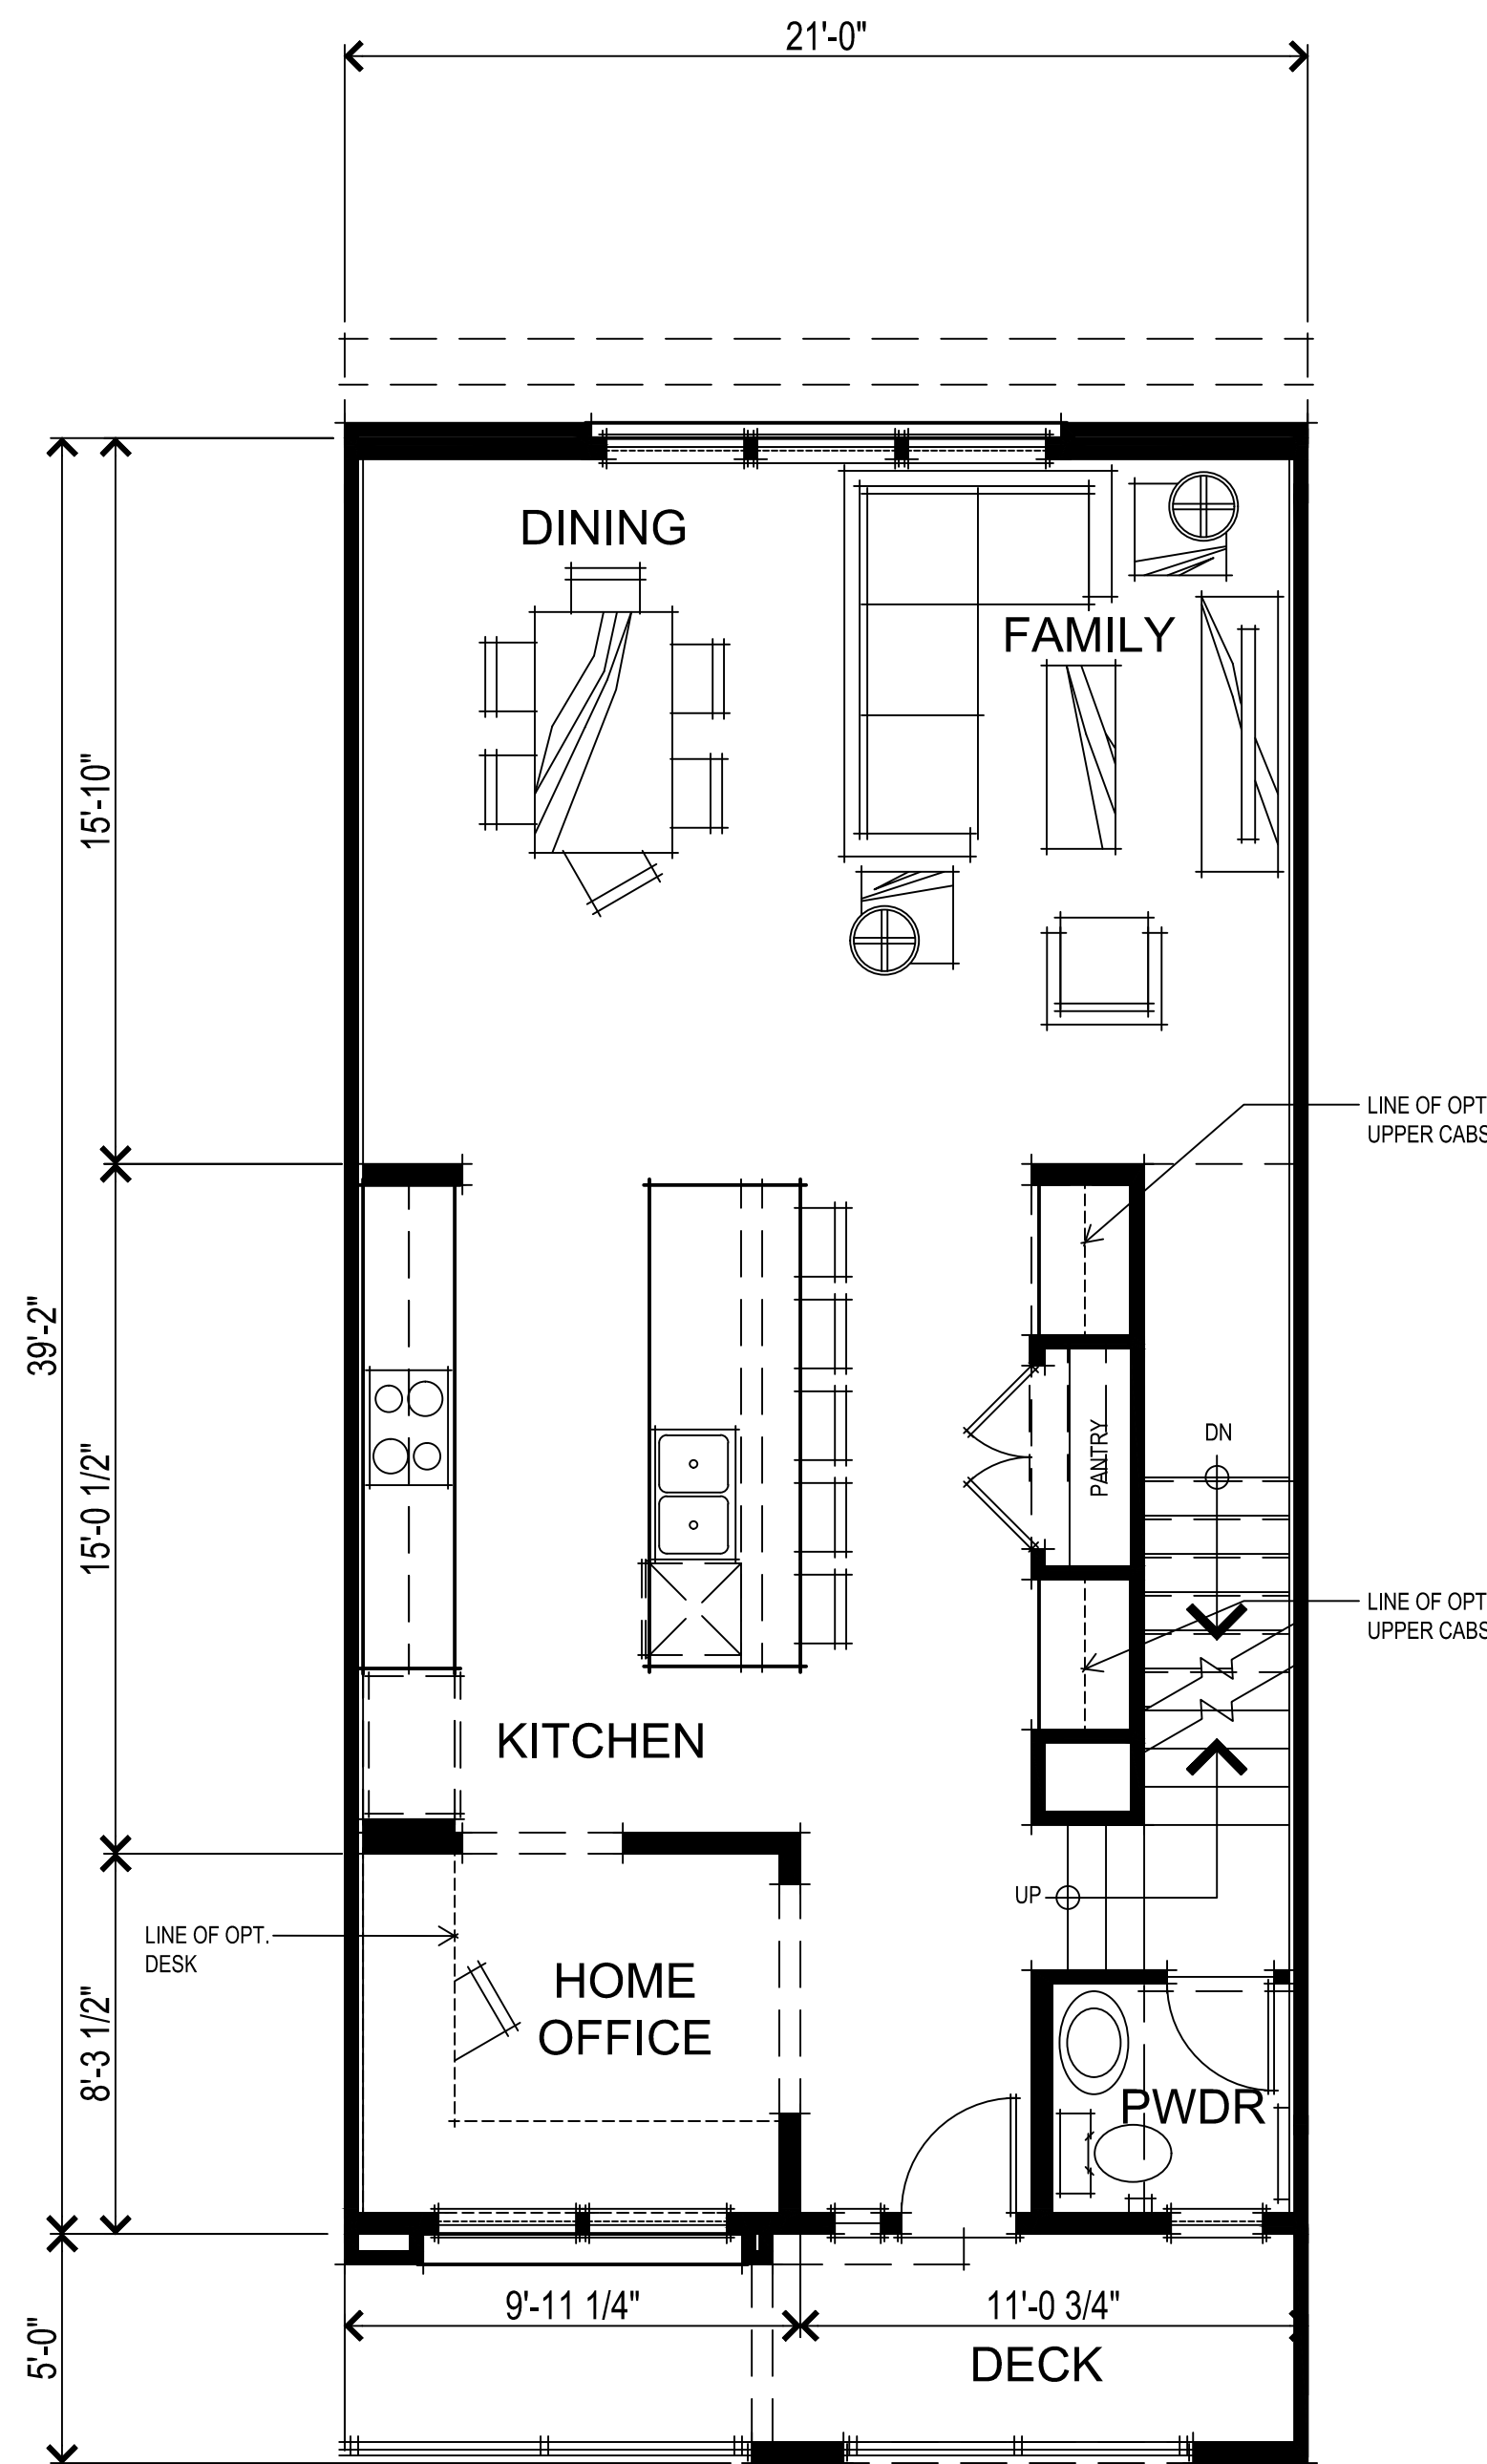 21'-0"
DINING
FAMILY
15'-10"
LINE OF OPT
UPPER CABS
39'-2"
15'-0 1/2"
PANTRY
DN
LINE OF OPT
UPPER CABS
KITCHEN
UP
LINE OF OPT.
DESK
HOME
OFFICE
8'-3 1/2"
PWDR
9'-11 1/4"
11'-0 3/4"
5'-0"
DECK